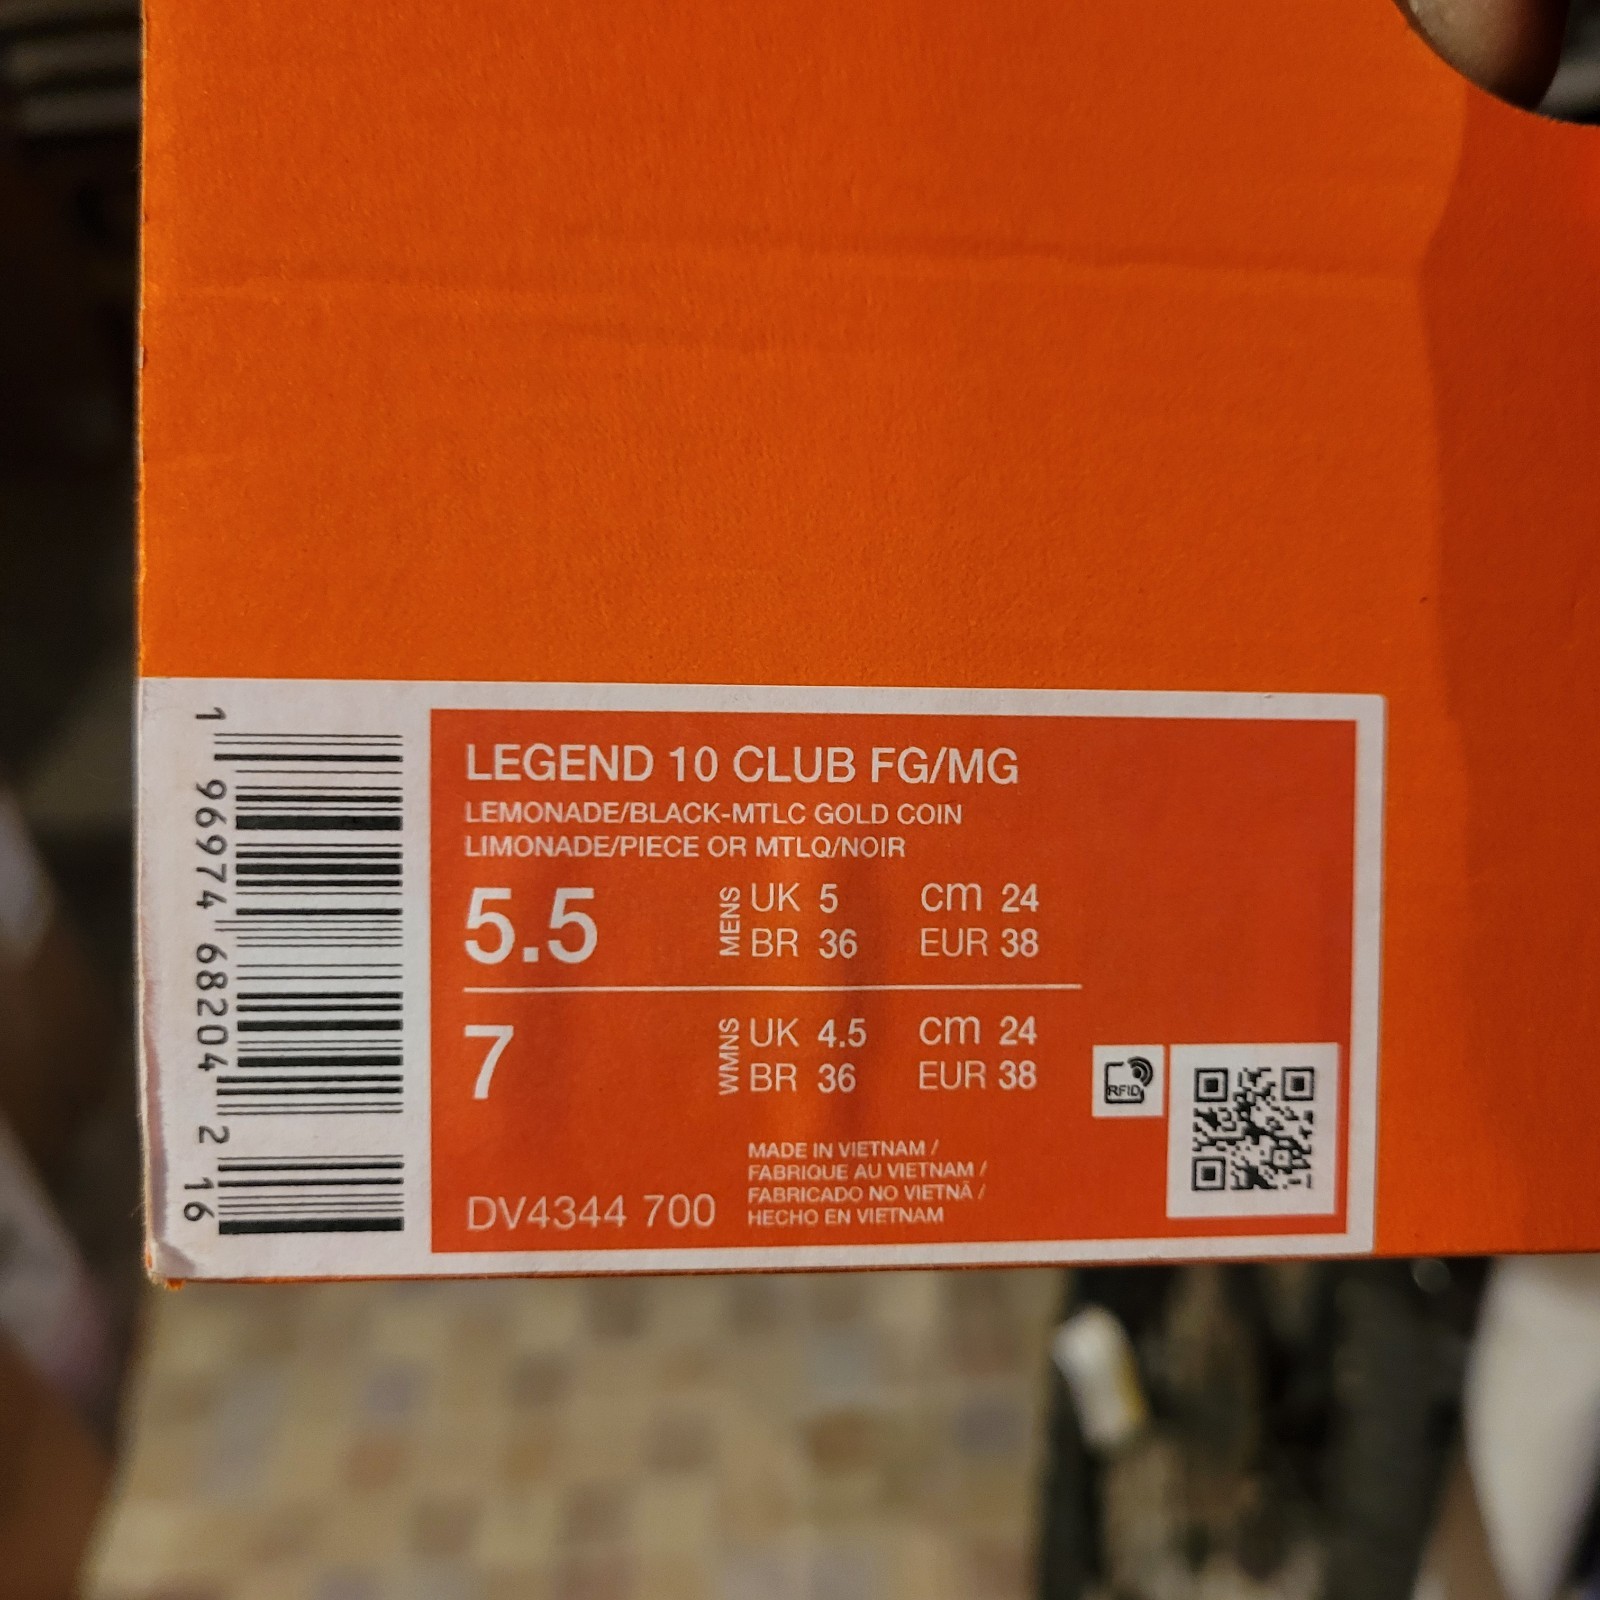 LEGEND 10 CLUB FG/MG
LEMONADE/BLACK-MTLC GOLD COIN
LIMONADE/PIECE OR MTLQ/NOIR
5.5 MENS UK 5 cm 24
BR 36 EUR 38
7 WMNS UK 4.5 cm 24
BR 36 EUR 38
RFID
MADE IN VIETNAM /
FABRIQUE AU VIETNAM /
FABRICADO NO VIETNÃ /
HECHO EN VIETNAM
DV4344 700
1 96974 68204 2 16